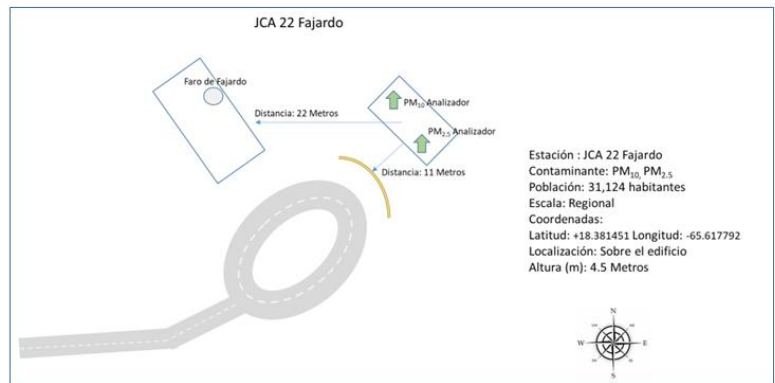 JCA 22 Fajardo
Faro de Fajardo
PM10 Analizador
Distancia: 22 Metros
PM2.5 Analizador
Distancia: 11 Metros
Estación : JCA 22 Fajardo
Contaminante: PM10, PM2.5
Población: 31,124 habitantes
Escala: Regional
Coordenadas:
Latitud: +18.381451 Longitud: -65.617792
Localización: Sobre el edificio
Altura (m): 4.5 Metros
N
W
E
S